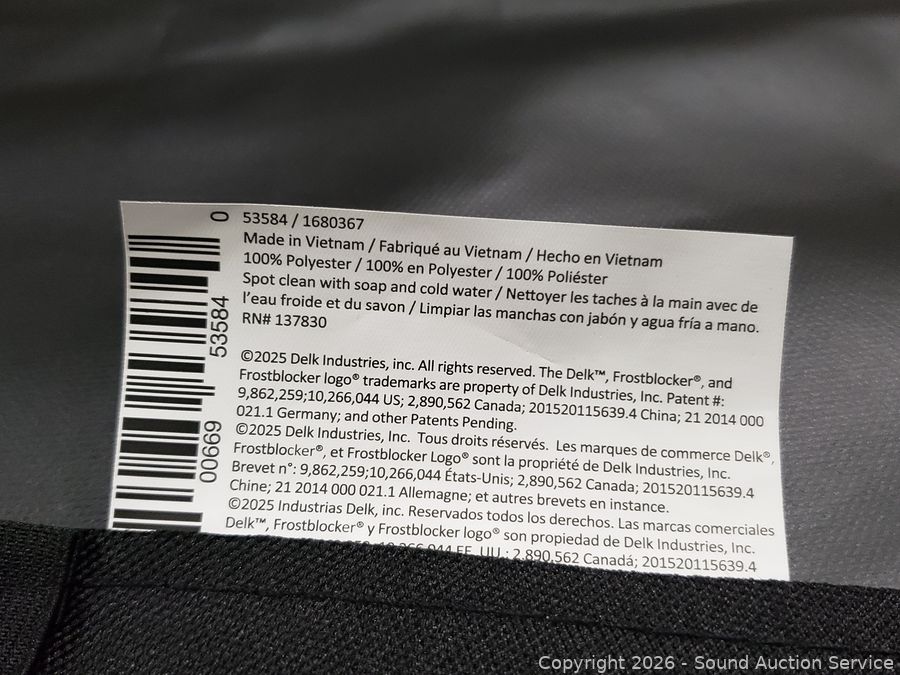 0
53584
00669
53584 / 1680367
Made in Vietnam / Fabriqué au Vietnam / Hecho en Vietnam
100% Polyester / 100% en Polyester / 100% Poliéster
Spot clean with soap and cold water / Nettoyer les taches à la main avec de
l'eau froide et du savon / Limpiar las manchas con jabón y agua fría a mano.
RN# 137830
©2025 Delk Industries, inc. All rights reserved. The Delk™, Frostblocker®, and
Frostblocker logo® trademarks are property of Delk Industries, Inc. Patent #:
9,862,259;10,266,044 US; 2,890,562 Canada; 201520115639.4 China; 21 2014 000
021.1 Germany; and other Patents Pending.
©2025 Delk Industries, Inc. Tous droits réservés. Les marques de commerce Delk®,
Frostblocker®, et Frostblocker Logo® sont la propriété de Delk Industries, Inc.
Brevet n°: 9,862,259;10,266,044 États-Unis; 2,890,562 Canada; 201520115639.4
Chine; 21 2014 000 021.1 Allemagne; et autres brevets en instance.
©2025 Industrias Delk, inc. Reservados todos los derechos. Las marcas comerciales
Delk™, Frostblocker® y Frostblocker logo® son propiedad de Delk Industries, Inc.
EE. UU.; 2,890,562 Canadá; 201520115639.4
Copyright 2026 - Sound Auction Service